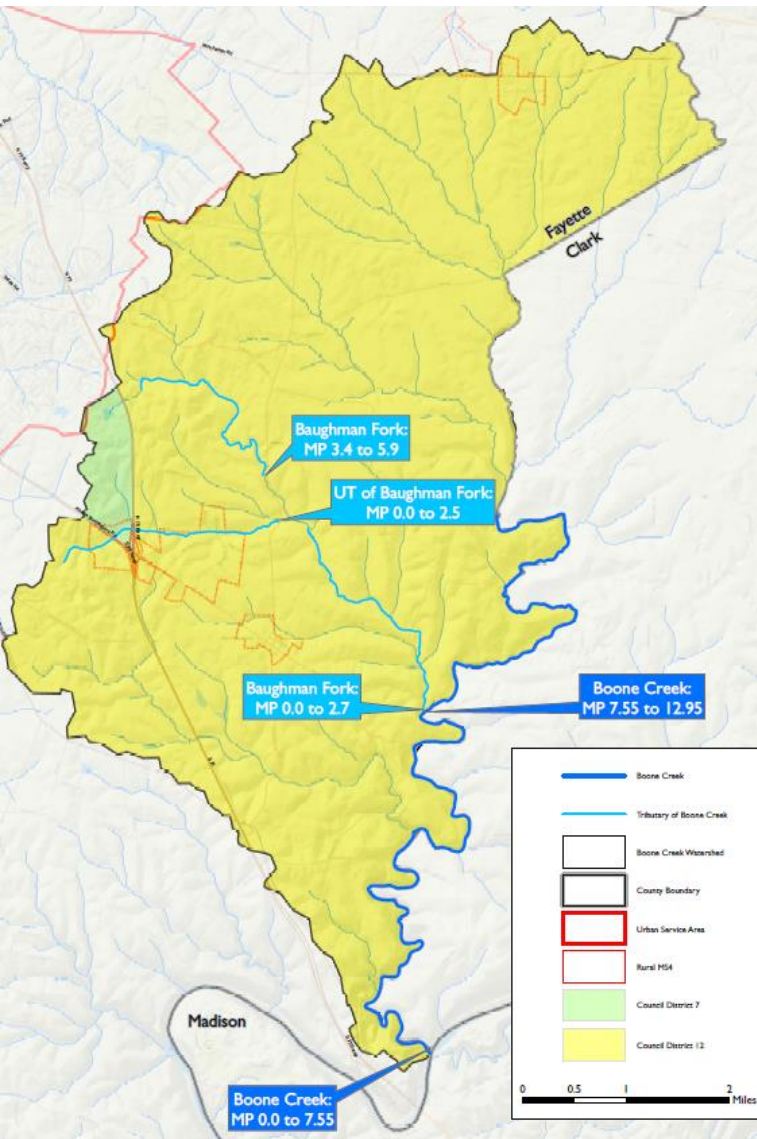 Fayette
Clark
Baughman Fork:
MP 3.4 to 5.9
UT of Baughman Fork:
MP 0.0 to 2.5
Baughman Fork:
MP 0.0 to 2.7
Boone Creek:
MP 7.55 to 12.95
Boone Creek
Tributary of Boone Creek
Boone Creek Watershed
County Boundary
Urban Service Area
Rural MS4
Council District 7
Council District 12
0 0.5 1 2
Miles
Madison
Boone Creek:
MP 0.0 to 7.55